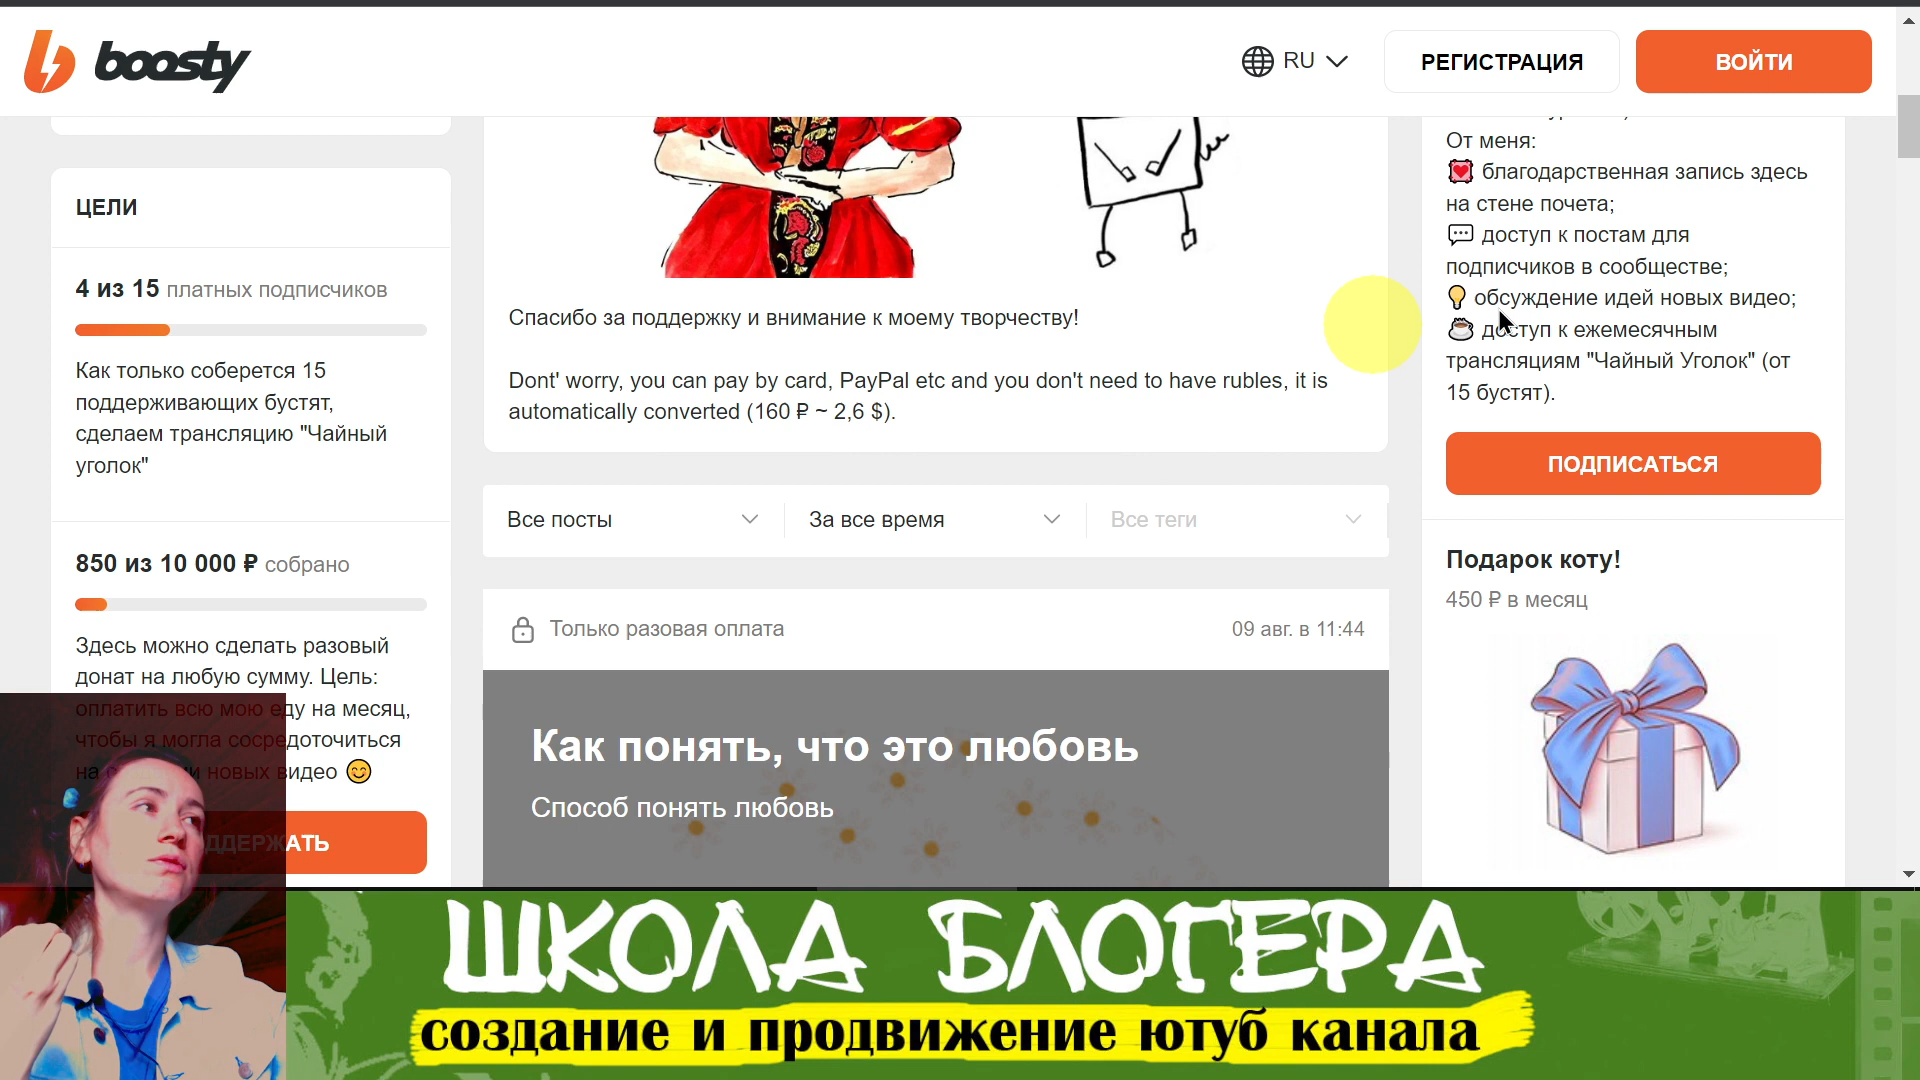 boosty
RU
РЕГИСТРАЦИЯ
ВОЙТИ
ЦЕЛИ
4 из 15 платных подписчиков
Как только соберется 15
поддерживающих бустят,
сделаем трансляцию "Чайный
уголок"
850 из 10 000 ₽ собрано
Здесь можно сделать разовый
донат на любую сумму. Цель:
оплатить всю мою еду на месяц,
чтобы я могла сосредоточиться
новых видео 😊
ДДЕРЖАТЬ
Спасибо за поддержку и внимание к моему творчеству!
Dont' worry, you can pay by card, PayPal etc and you don't need to have rubles, it is
automatically converted (160 ₽ ~ 2,6 $).
Все посты
За все время
Все теги
Только разовая оплата
09 авг. в 11:44
Как понять, что это любовь
Способ понять любовь
От меня:
💟 благодарственная запись здесь
на стене почета;
💬 доступ к постам для
подписчиков в сообществе;
💡 обсуждение идей новых видео;
☕ доступ к ежемесячным
трансляциям "Чайный Уголок" (от
15 бустят).
ПОДПИСАТЬСЯ
Подарок коту!
450 ₽ в месяц
ШКОЛА БЛОГЕРА
создание и продвижение ютуб канала